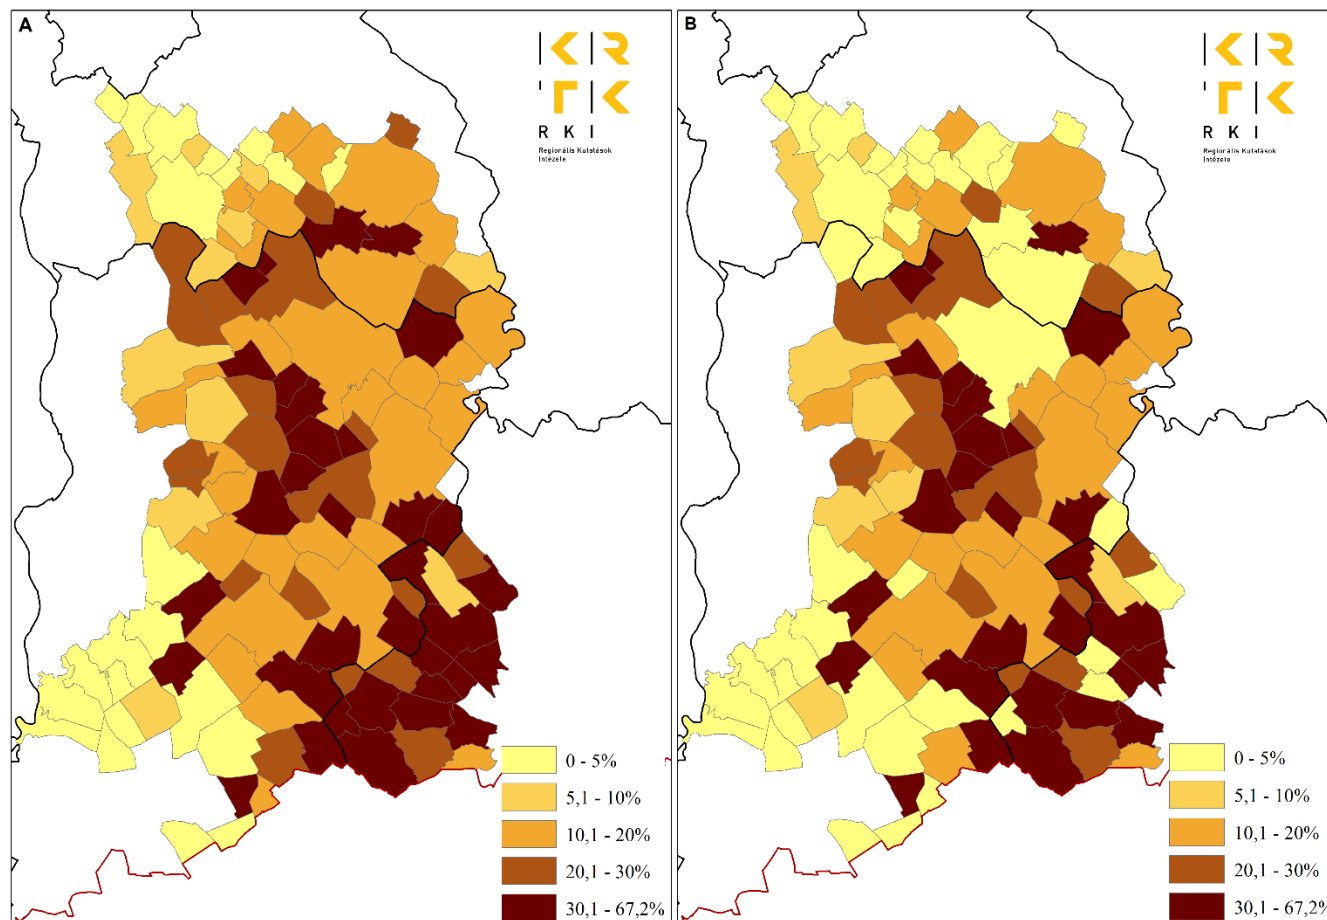 A
K R
T K
R K I
Regionális Kutatások
Intézete
0 - 5%
5,1 - 10%
10,1 - 20%
20,1 - 30%
30,1 - 67,2%
B
K R
T K
R K I
Regionális Kutatások
Intézete
0 - 5%
5,1 - 10%
10,1 - 20%
20,1 - 30%
30,1 - 67,2%